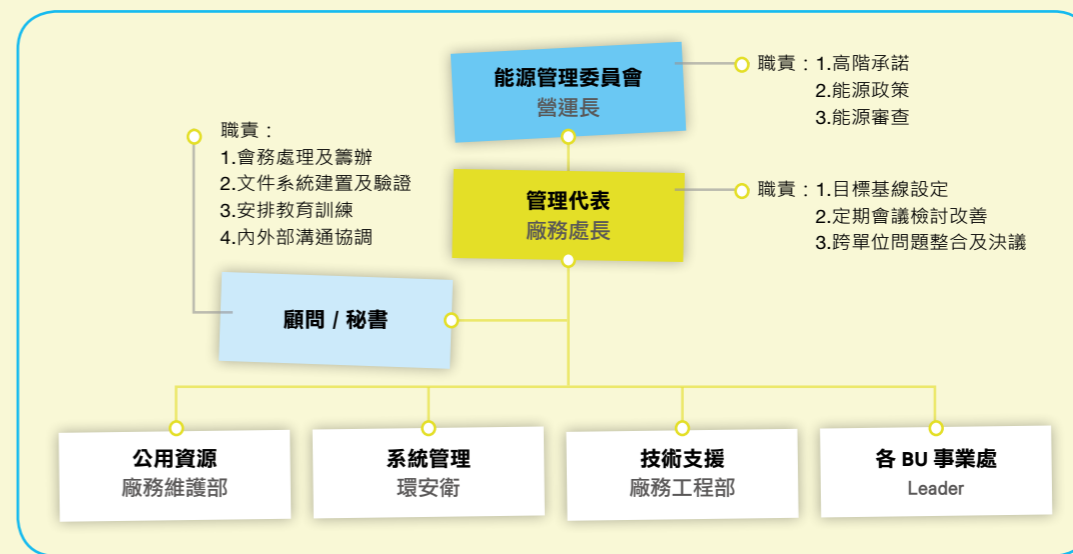 能源管理委員會
營運長
職責：1.高階承諾
2.能源政策
3.能源審查
職責：
1.會務處理及籌辦
2.文件系統建置及驗證
3.安排教育訓練
4.內外部溝通協調
管理代表
廠務處長
職責：1.目標基線設定
2.定期會議檢討改善
3.跨單位問題整合及決議
顧問 / 秘書
公用資源
廠務維護部
系統管理
環安衛
技術支援
廠務工程部
各 BU 事業處
Leader